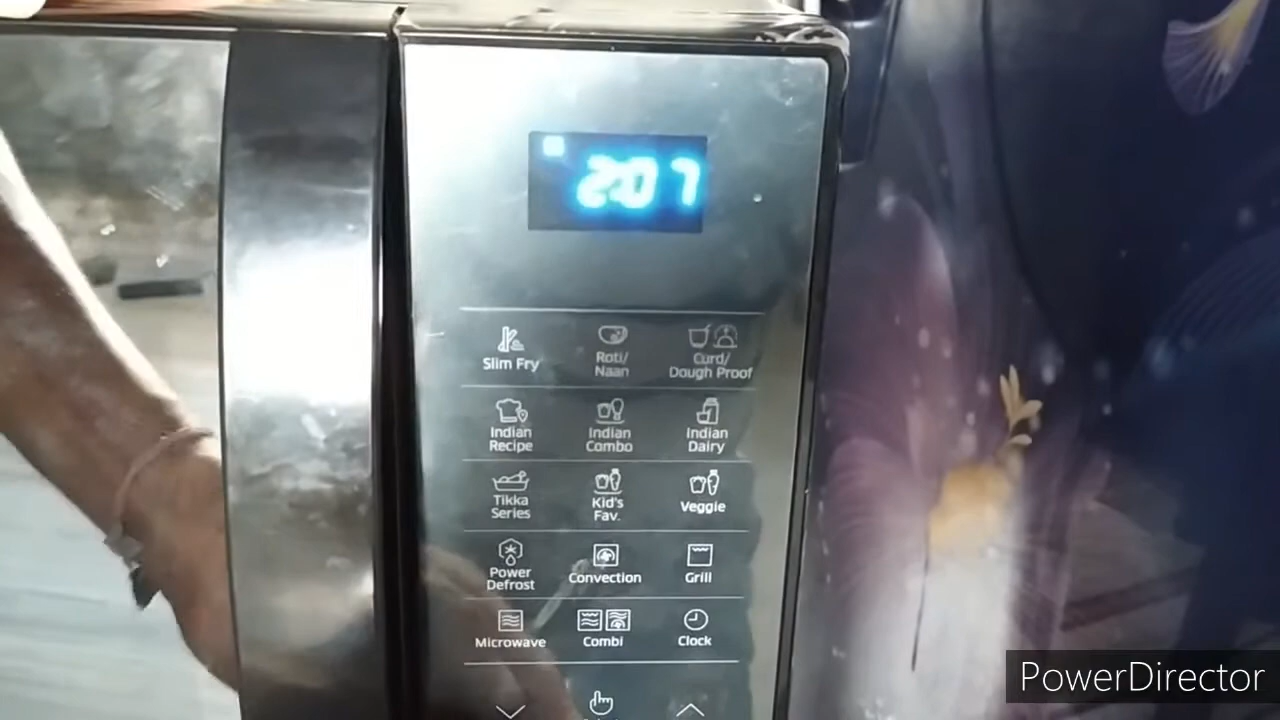 2:07
Slim Fry
Roti/
Naan
Curd/
Dough Proof
Indian
Recipe
Indian
Combo
Indian
Dairy
Tikka
Series
Kid's
Fav.
Veggie
Power
Defrost
Convection
Grill
Microwave
Combi
Clock
PowerDirector